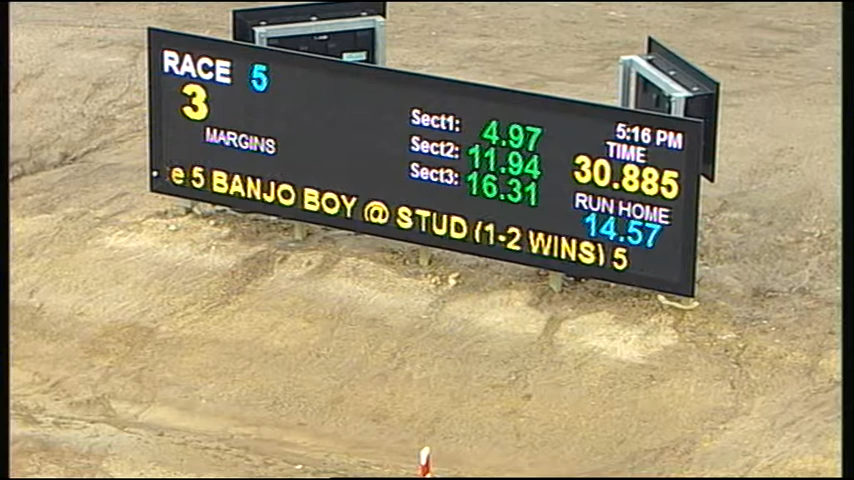 RACE 5
3
MARGINS
Sect1: 4.97
Sect2: 11.94
Sect3: 16.31
5:16 PM
TIME
30.885
RUN HOME
14.57
e 5 BANJO BOY @ STUD (1-2 WINS) 5